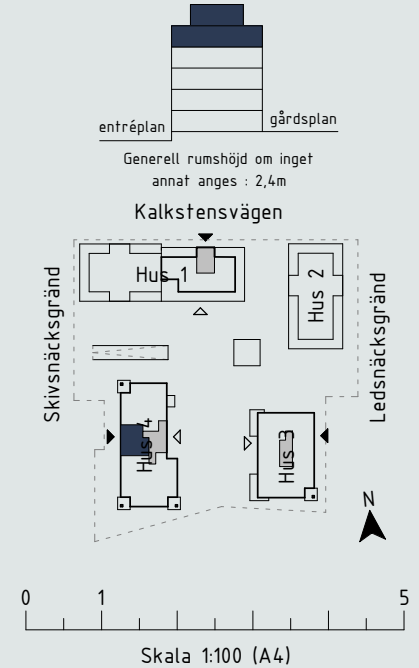 entréplan
gårdsplan
Generell rumshöjd om inget
annat anges : 2,4m
Kalkstensvägen
Skivsnäcksgränd
Hus 1
Hus 2
Ledsnäcksgränd
Hus 4
Hus 3
N
0 1 5
Skala 1:100 (A4)